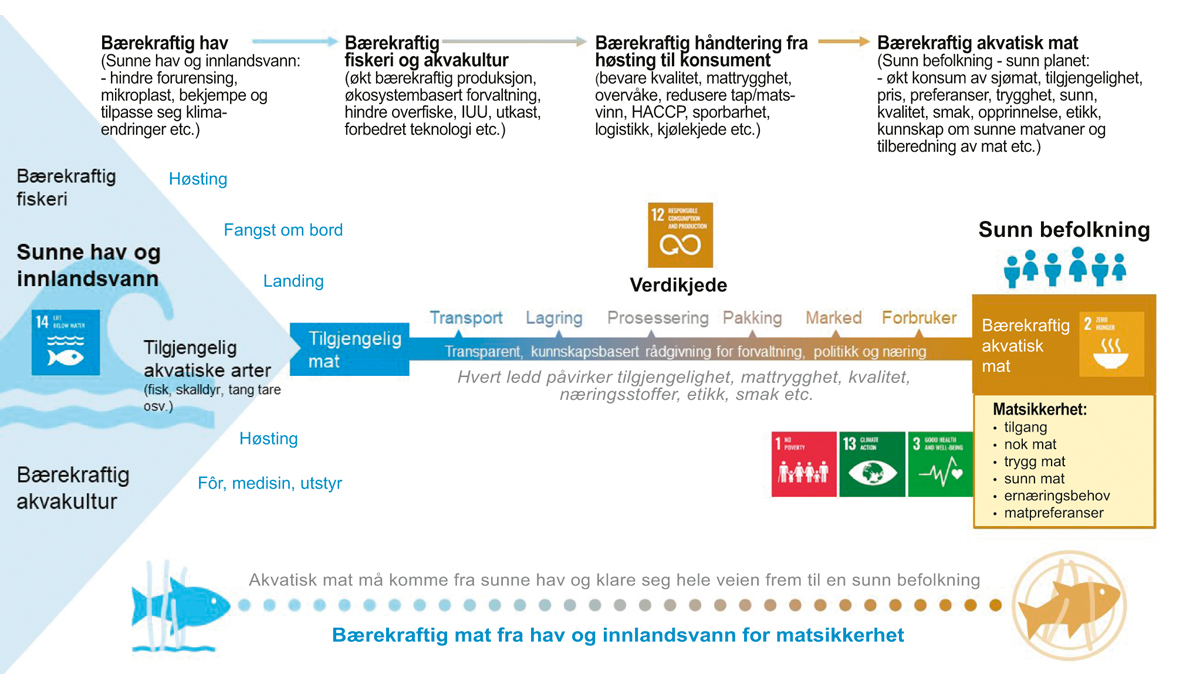 Bærekraftig hav
(Sunne hav og innlandsvann:
- hindre forurensing,
mikroplast, bekjempe og
tilpasse seg klima-
endringer etc.)
Bærekraftig
fiskeri og akvakultur
(økt bærekraftig produksjon,
økosystembasert forvaltning,
hindre overfiske, IUU, utkast,
forbedret teknologi etc.)
Bærekraftig håndtering fra
høsting til konsument
(bevare kvalitet, mattrygghet,
overvåke, redusere tap/mats-
vinn, HACCP, sporbarhet,
logistikk, kjølekjede etc.)
Bærekraftig akvatisk mat
(Sunn befolkning - sunn planet:
- økt konsum av sjømat, tilgjengelighet,
pris, preferanser, trygghet, sunn,
kvalitet, smak, opprinnelse, etikk,
kunnskap om sunne matvaner og
tilberedning av mat etc.)
Bærekraftig
fiskeri
Høsting
Fangst om bord
Landing
Sunne hav og
innlandsvann
14 LIFE
BELOW WATER
Tilgjengelig
akvatiske arter
(fisk, skalldyr, tang tare
osv.)
Høsting
Fôr, medisin, utstyr
Bærekraftig
akvakultur
Tilgjengelig
mat
12 RESPONSIBLE
CONSUMPTION
AND PRODUCTION
Verdikjede
Transport Lagring Prosessering Pakking Marked Forbruker
Transparent, kunnskapsbasert rådgivning for forvaltning, politikk og næring
Hvert ledd påvirker tilgjengelighet, mattrygghet, kvalitet,
næringsstoffer, etikk, smak etc.
1 NO
POVERTY
13 CLIMATE
ACTION
3 GOOD HEALTH
AND WELL-BEING
Sunn befolkning
Bærekraftig
akvatisk
mat
2 ZERO
HUNGER
Matsikkerhet:
• tilgang
• nok mat
• trygg mat
• sunn mat
• ernæringsbehov
• matpreferanser
Akvatisk mat må komme fra sunne hav og klare seg hele veien frem til en sunn befolkning
Bærekraftig mat fra hav og innlandsvann for matsikkerhet